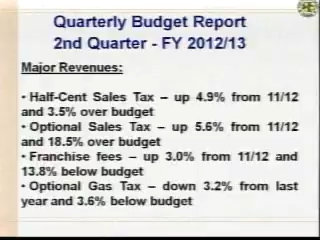 Quarterly Budget Report
2nd Quarter - FY 2012/13
Major Revenues:
• Half-Cent Sales Tax – up 4.9% from 11/12
and 3.5% over budget
• Optional Sales Tax – up 5.6% from 11/12
and 18.5% over budget
• Franchise fees – up 3.0% from 11/12 and
13.8% below budget
• Optional Gas Tax – down 3.2% from last
year and 3.6% below budget